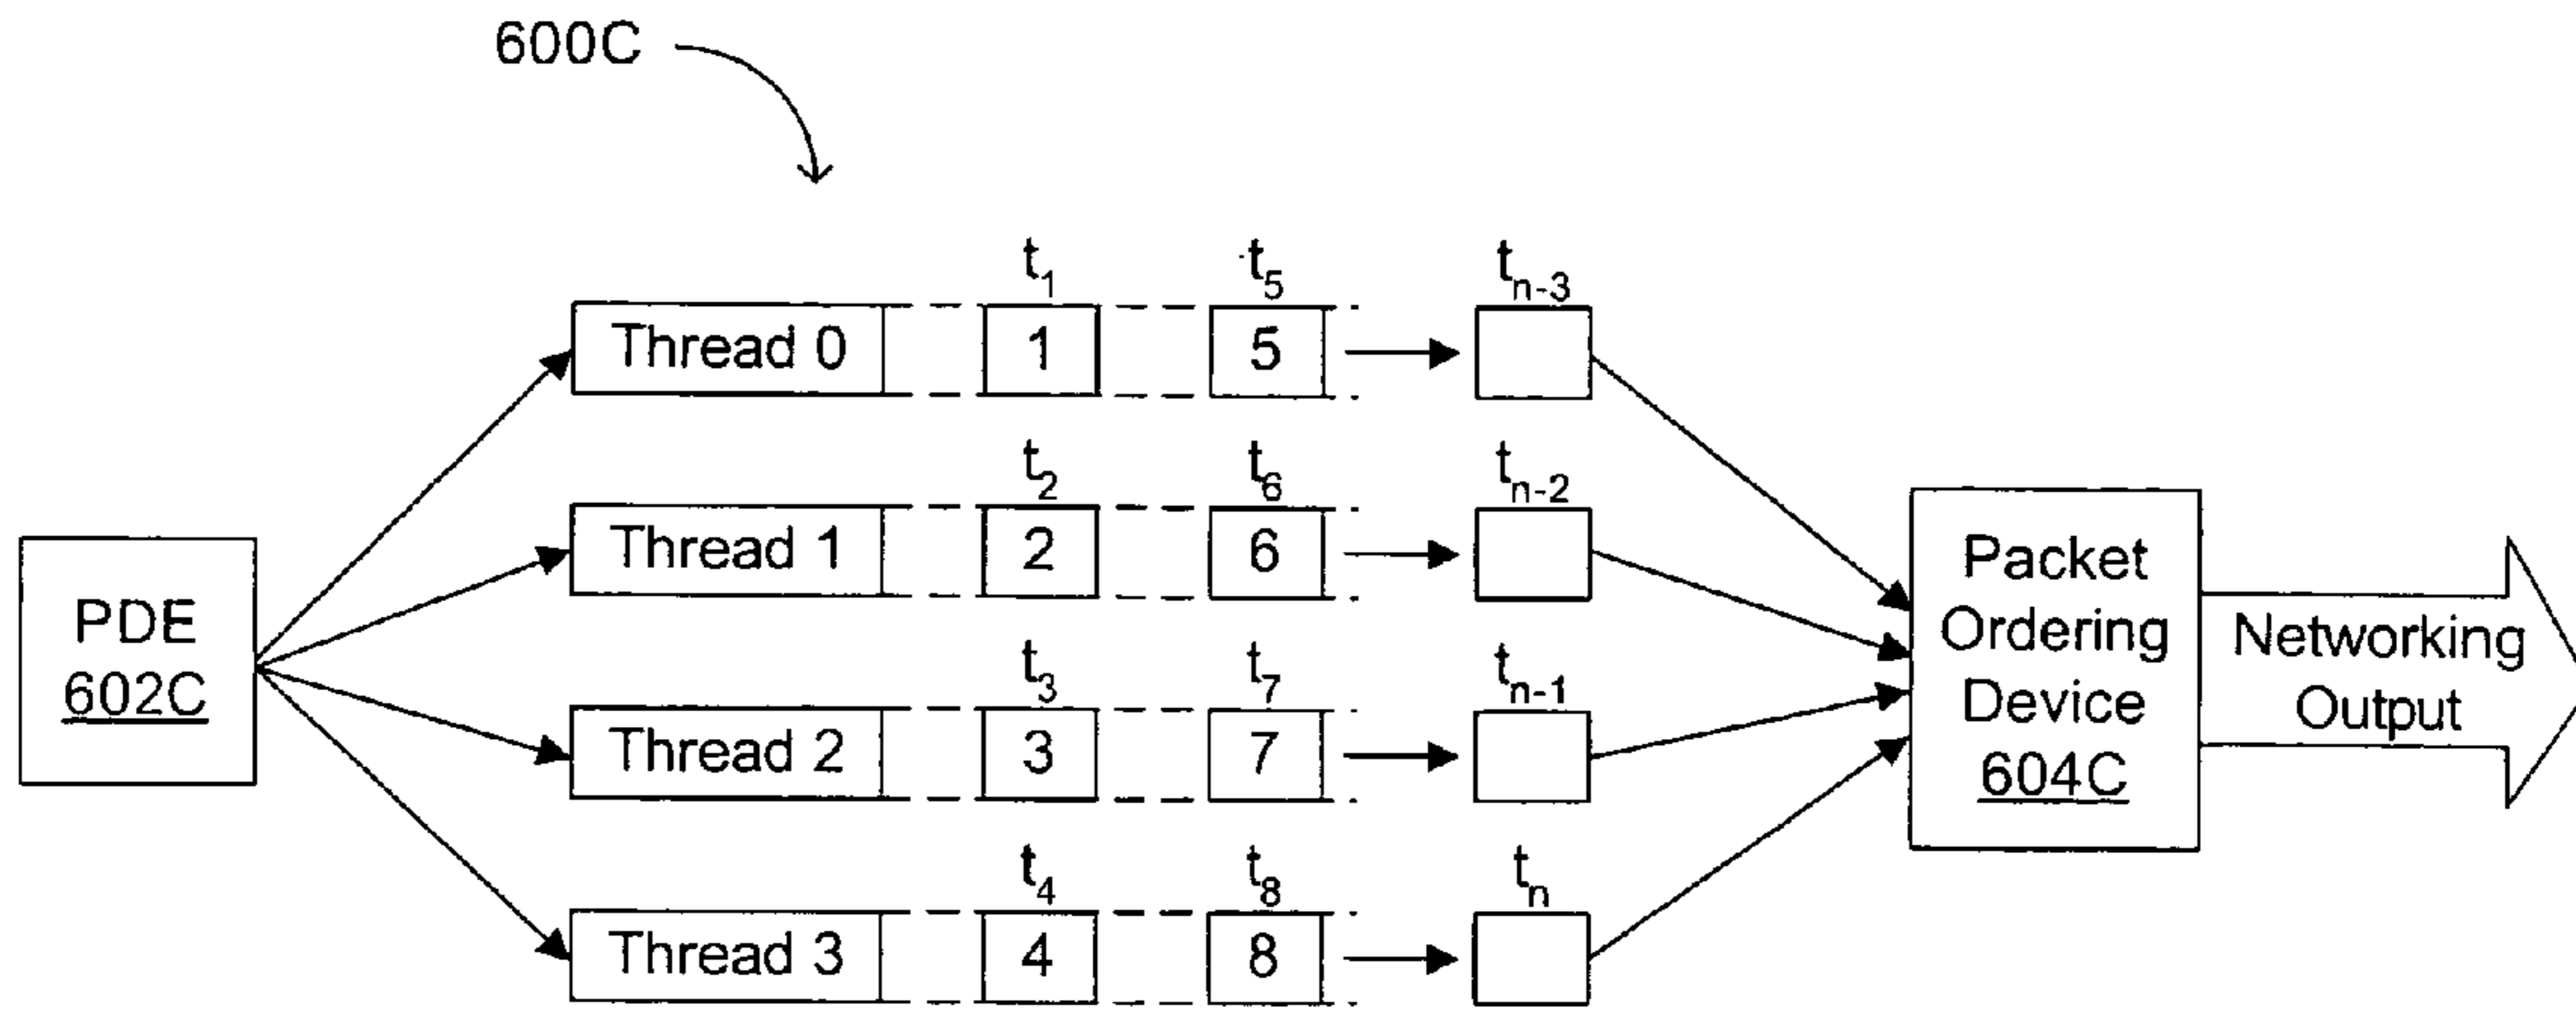 600C
t1 t5 tn-3
Thread 0 1 5
t2 t6 tn-2
Thread 1 2 6
t3 t7 tn-1
Thread 2 3 7
t4 t8 tn
Thread 3 4 8
PDE
602C
Packet
Ordering
Device
604C
Networking
Output